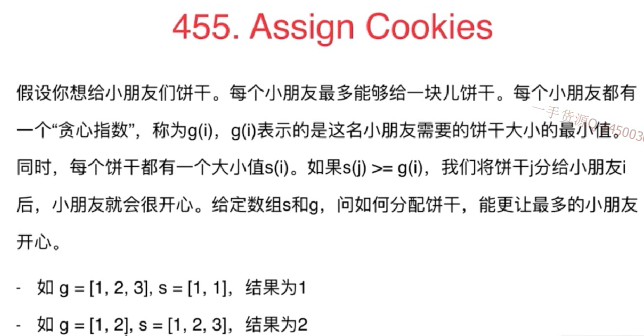 455. Assign Cookies
假设你想给小朋友们饼干。每个小朋友最多能够给一块儿饼干。每个小朋友都有
一个“贪心指数”，称为g(i)，g(i)表示的是这名小朋友需要的饼干大小的最小值。
同时，每个饼干都有一个大小值s(i)。如果s(j) >= g(i)，我们将饼干j分给小朋友i
后，小朋友就会很开心。给定数组s和g，问如何分配饼干，能更让最多的小朋友
开心。
- 如 g = [1, 2, 3], s = [1, 1]，结果为1
- 如 g = [1, 2], s = [1, 2, 3]，结果为2
一手货源